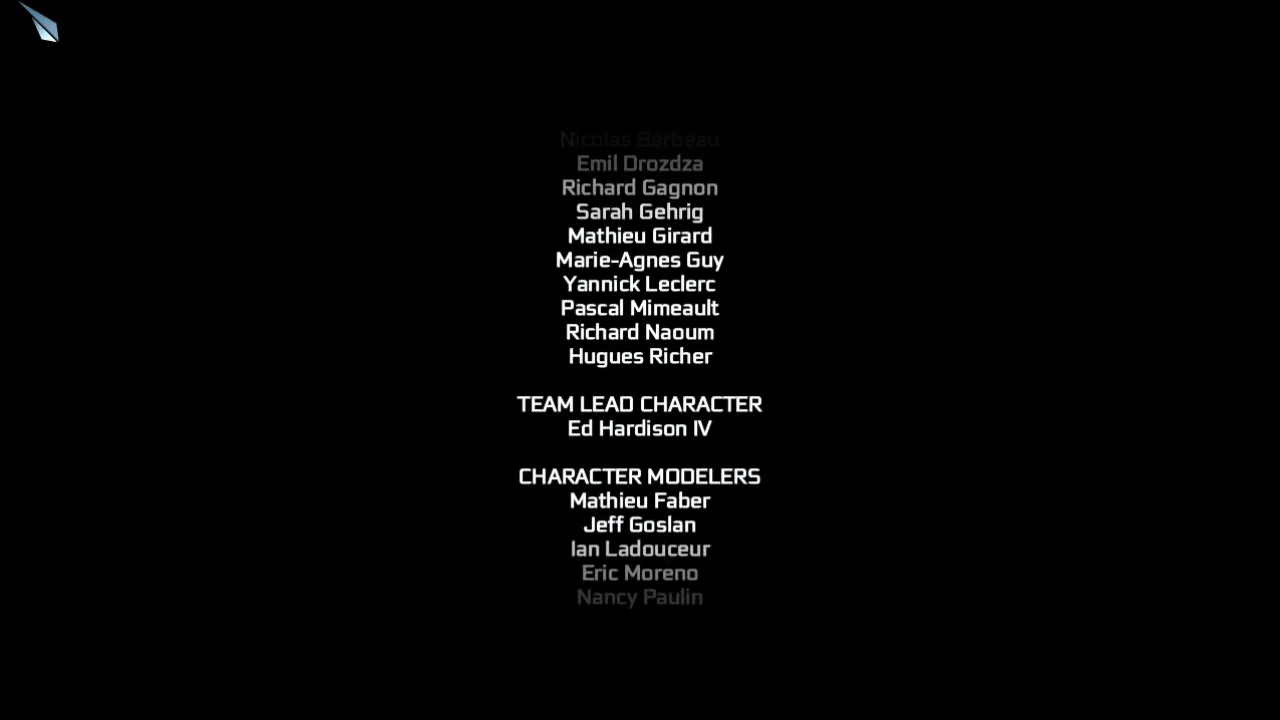 Nicolas Barbeau
Emil Drozdza
Richard Gagnon
Sarah Gehrig
Mathieu Girard
Marie-Agnes Guy
Yannick Leclerc
Pascal Mimeault
Richard Naoum
Hugues Richer
TEAM LEAD CHARACTER
Ed Hardison IV
CHARACTER MODELERS
Mathieu Faber
Jeff Goslan
Ian Ladouceur
Eric Moreno
Nancy Paulin